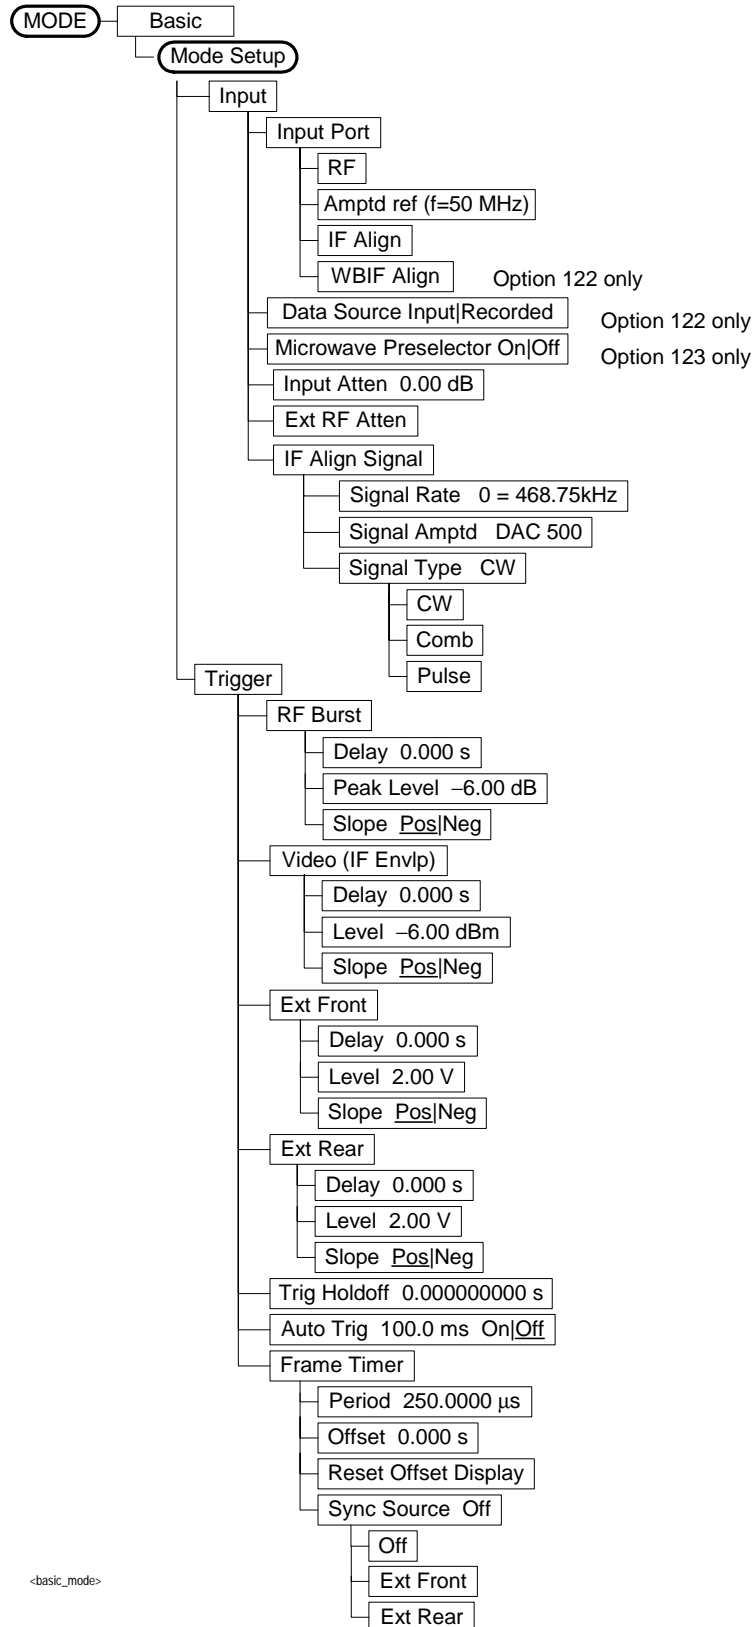 MODE Basic
Mode Setup
Input
Input Port
RF
Amptd ref (f=50 MHz)
IF Align
WBIF Align Option 122 only
Data Source Input|Recorded Option 122 only
Microwave Preselector On|Off Option 123 only
Input Atten 0.00 dB
Ext RF Atten
IF Align Signal
Signal Rate 0 = 468.75kHz
Signal Amptd DAC 500
Signal Type CW
CW
Comb
Pulse
Trigger
RF Burst
Delay 0.000 s
Peak Level –6.00 dB
Slope Pos|Neg
Video (IF Envlp)
Delay 0.000 s
Level –6.00 dBm
Slope Pos|Neg
Ext Front
Delay 0.000 s
Level 2.00 V
Slope Pos|Neg
Ext Rear
Delay 0.000 s
Level 2.00 V
Slope Pos|Neg
Trig Holdoff 0.000000000 s
Auto Trig 100.0 ms On|Off
Frame Timer
Period 250.0000 µs
Offset 0.000 s
Reset Offset Display
Sync Source Off
Off
Ext Front
Ext Rear
<basic_mode>